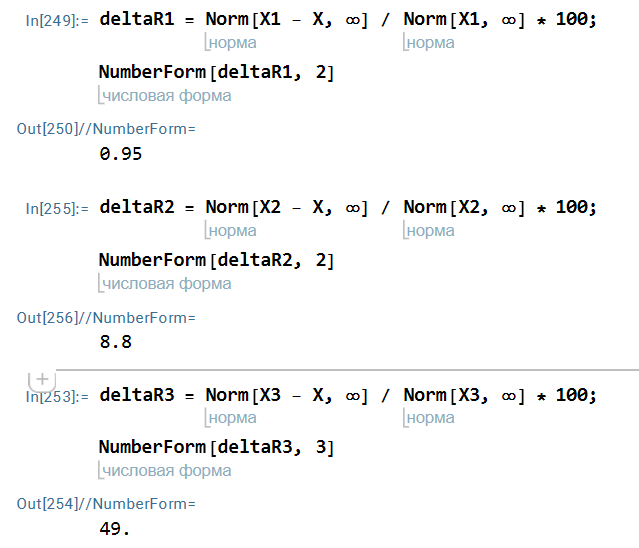 In[249]:= deltaR1 = Norm[X1 - X, ∞] / Norm[X1, ∞] * 100;
норма норма
NumberForm[deltaR1, 2]
числовая форма
Out[250]//NumberForm=
0.95
In[255]:= deltaR2 = Norm[X2 - X, ∞] / Norm[X2, ∞] * 100;
норма норма
NumberForm[deltaR2, 2]
числовая форма
Out[256]//NumberForm=
8.8
+
In[253]:= deltaR3 = Norm[X3 - X, ∞] / Norm[X3, ∞] * 100;
норма норма
NumberForm[deltaR3, 3]
числовая форма
Out[254]//NumberForm=
49.